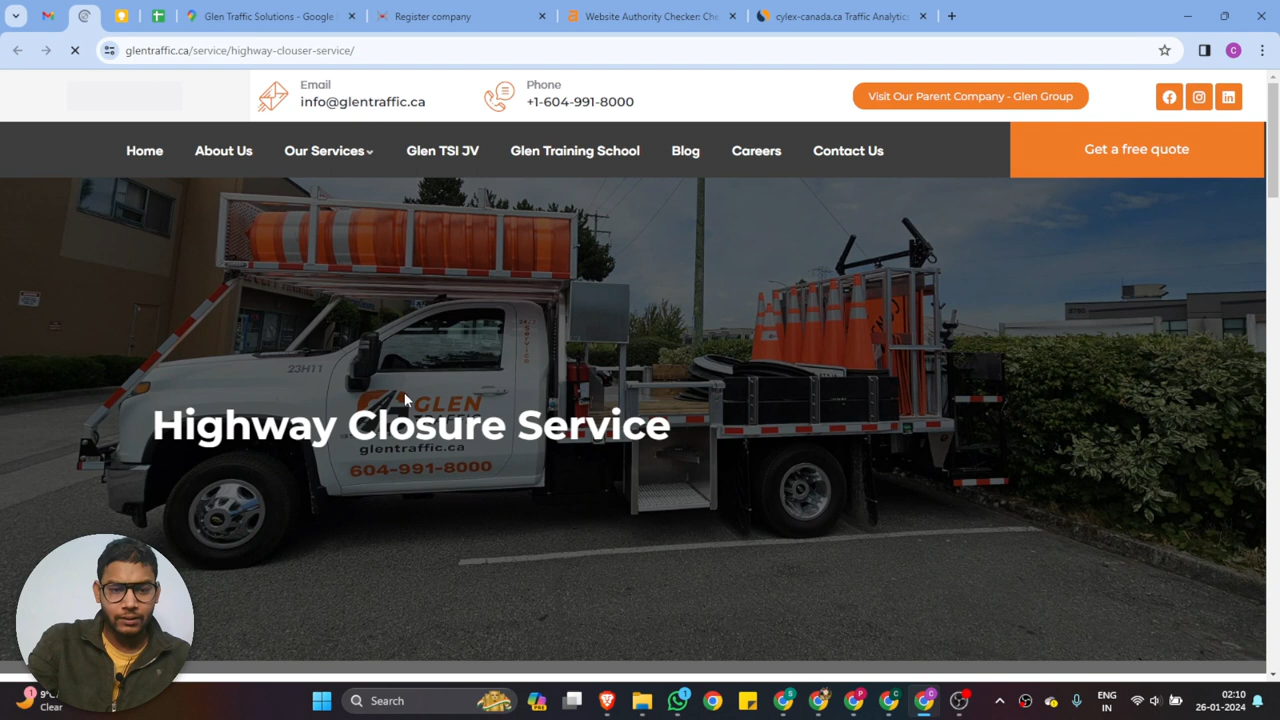 Glen Traffic Solutions - Google
Register company
Website Authority Checker: Che
cylex-canada.ca Traffic Analytic
glentraffic.ca/service/highway-clouser-service/
C
Email
info@glentraffic.ca
Phone
+1-604-991-8000
Visit Our Parent Company - Glen Group
Home
About Us
Our Services
Glen TSI JV
Glen Training School
Blog
Careers
Contact Us
Get a free quote
23H11
GLEN
Highway Closure Service
glentraffic.ca
604-991-8000
1
9°C
Clear
Search
PRE
1
ENG
IN
02:10
26-01-2024